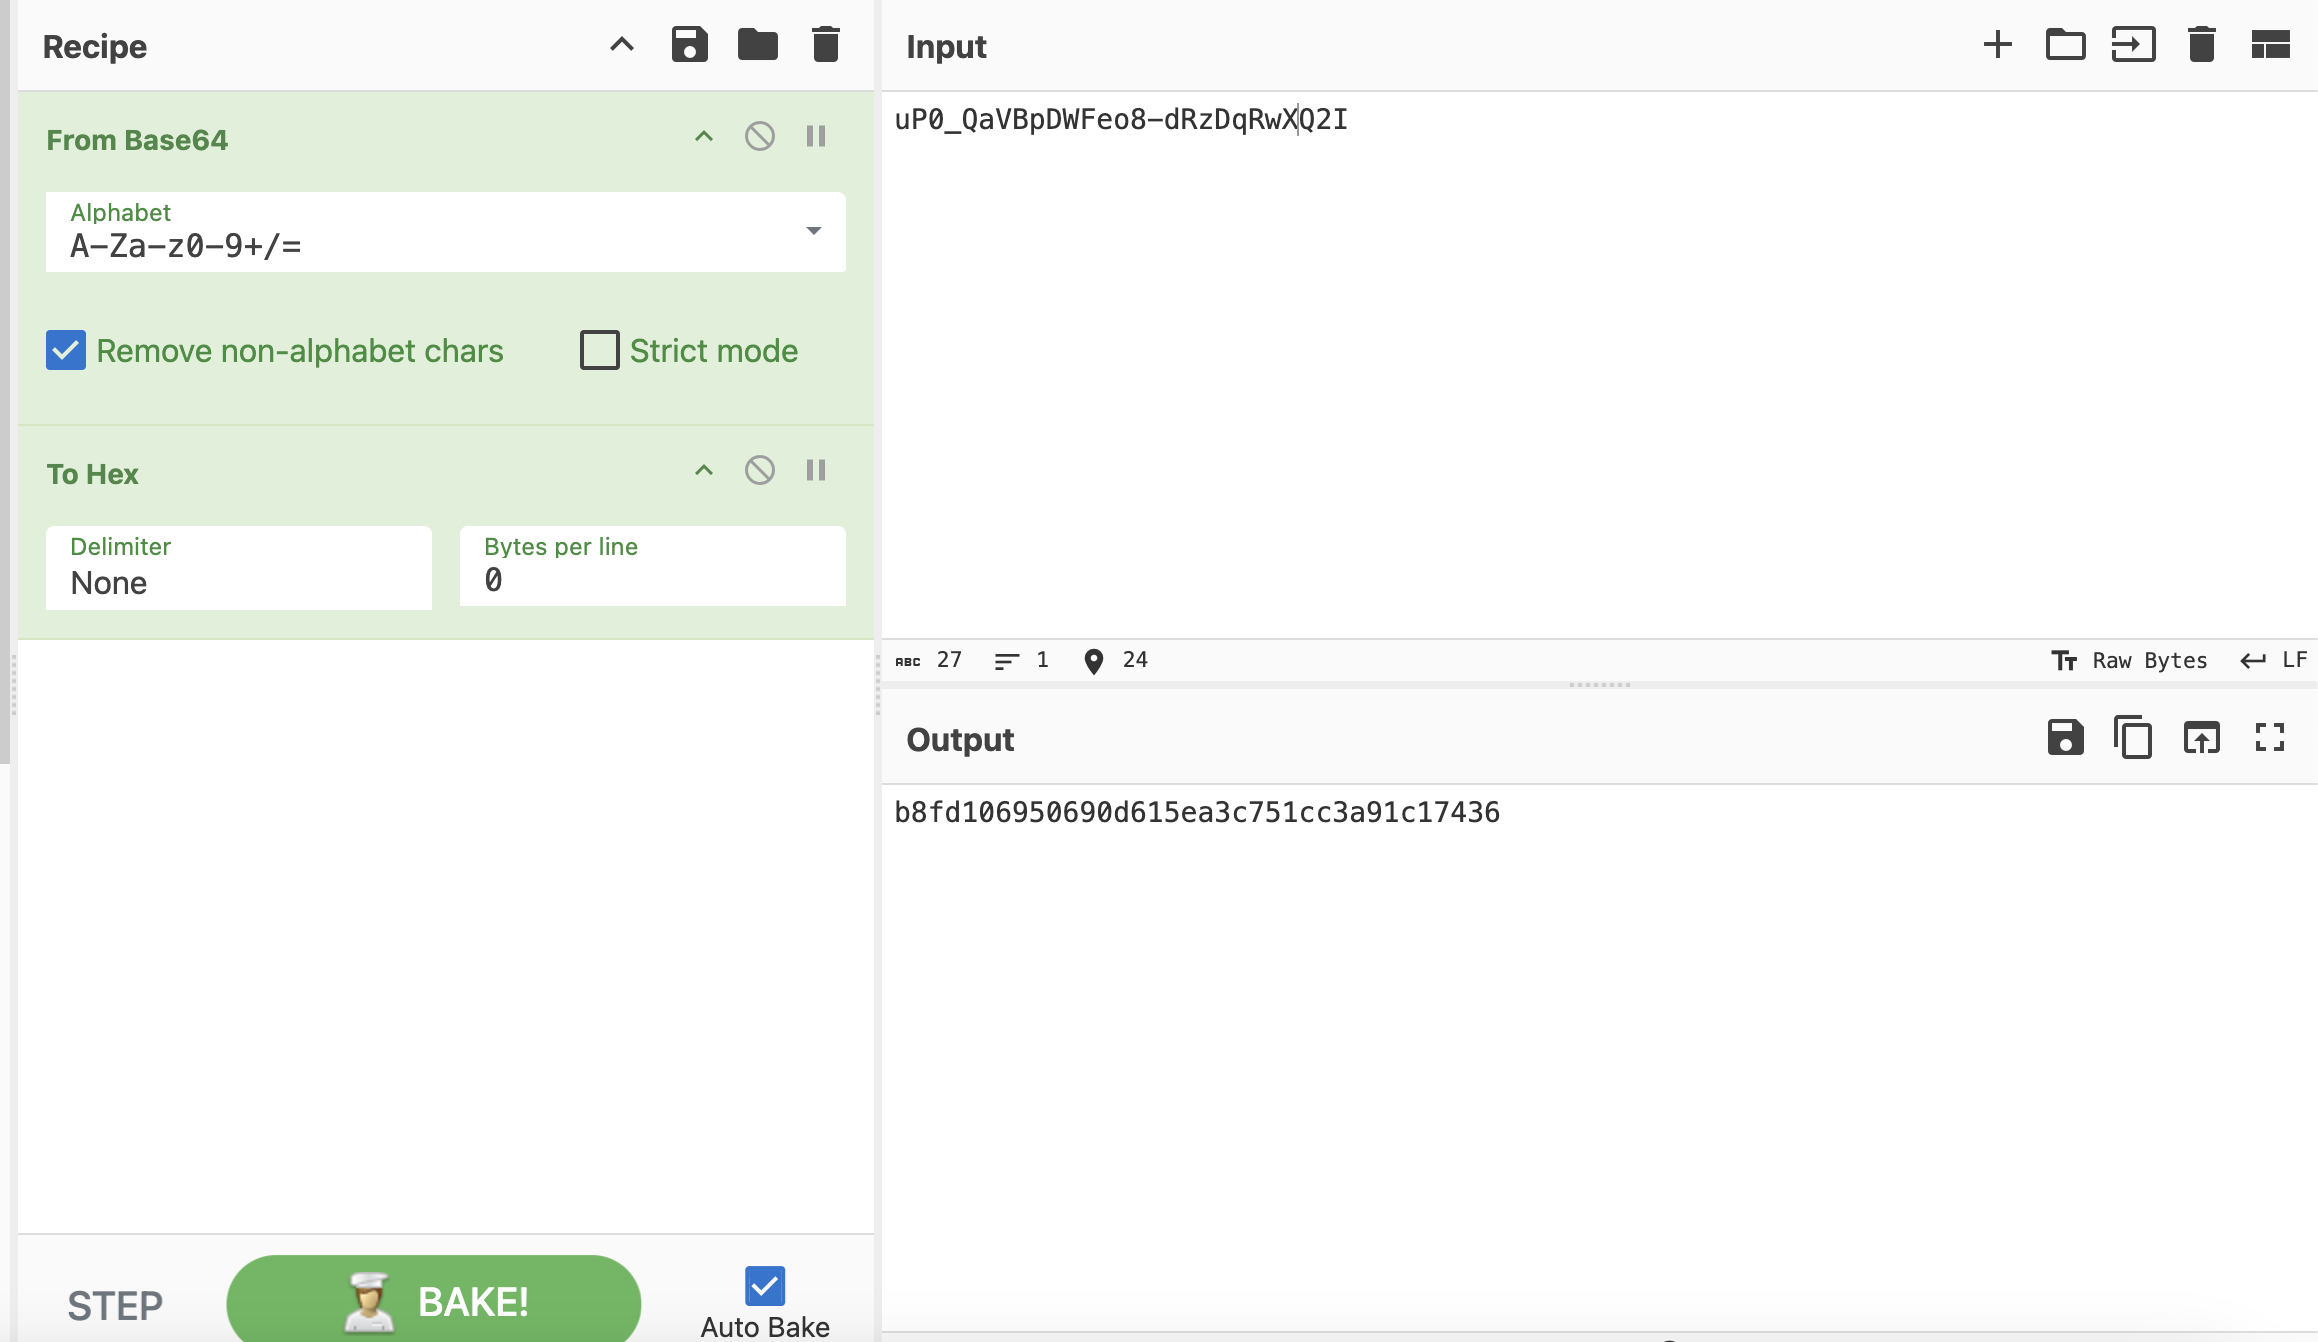 Recipe
From Base64
Alphabet
A-Za-z0-9+/=
Remove non-alphabet chars
Strict mode
To Hex
Delimiter
None
Bytes per line
0
STEP
BAKE!
Auto Bake
Input
uP0_QaVBpDWFeo8-dRzDqRwXQ2I
ABC 27 1 24
Tт Raw Bytes LF
Output
b8fd106950690d615ea3c751cc3a91c17436